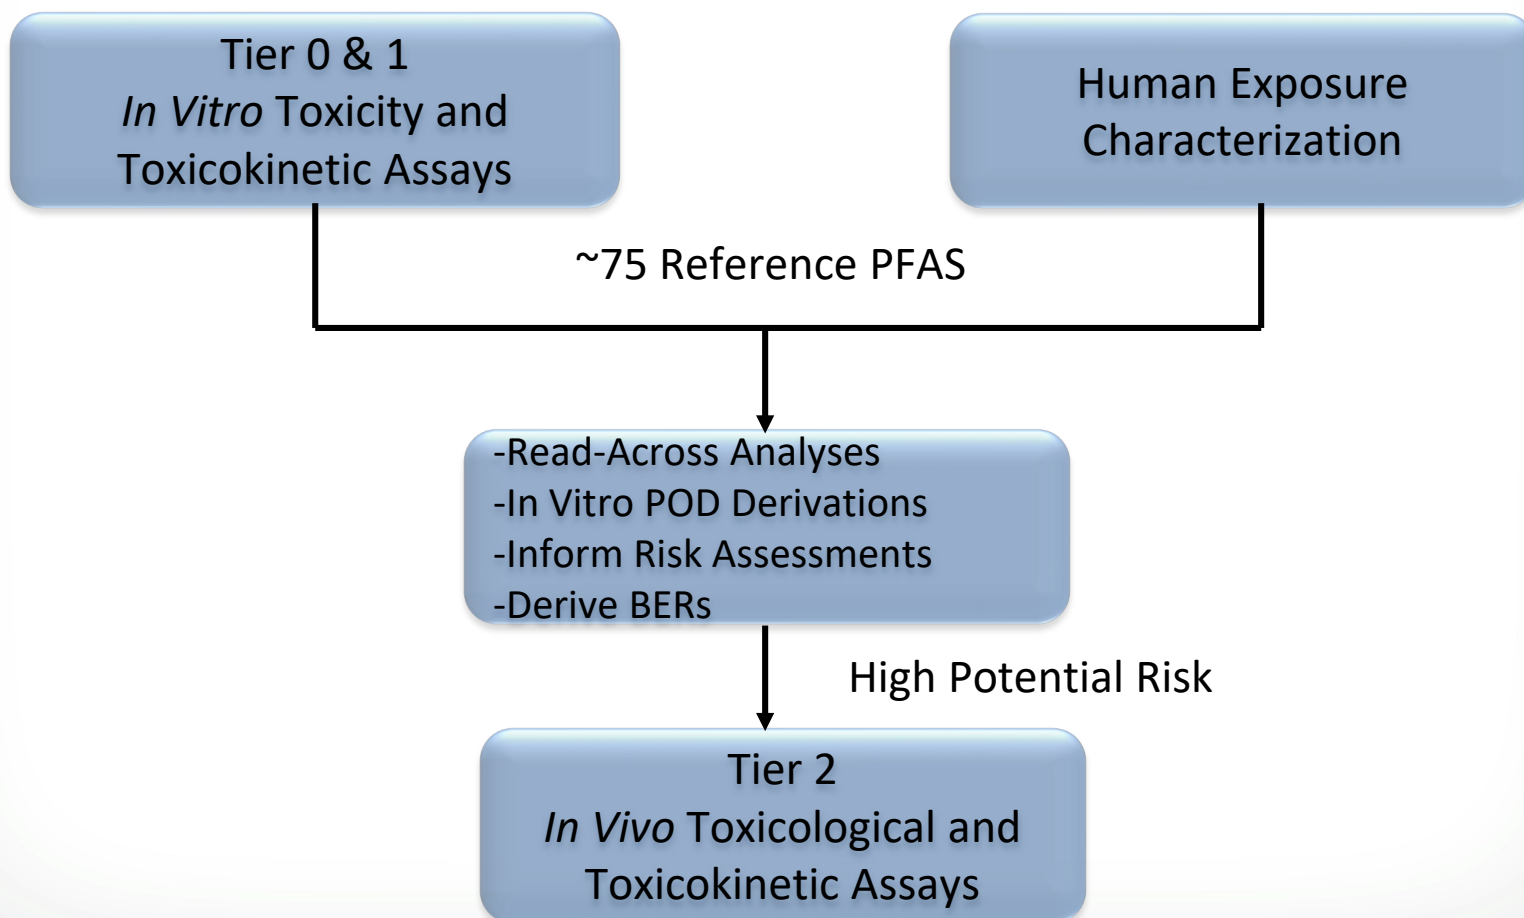 Tier 0 & 1
In Vitro Toxicity and
Toxicokinetic Assays
Human Exposure
Characterization
~75 Reference PFAS
-Read-Across Analyses
-In Vitro POD Derivations
-Inform Risk Assessments
-Derive BERs
High Potential Risk
Tier 2
In Vivo Toxicological and
Toxicokinetic Assays